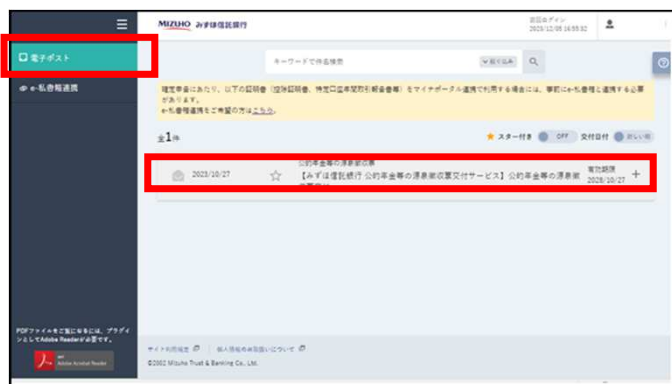 MIZUHO みずほ信託銀行
前回ログイン
電子ポスト
キーワードで件名検索
絞り込み
e-私書箱連携
確定申告にあたり、以下の証明書(控除証明書、特定口座年間取引報告書等)をマイナポータル連携で利用する場合には、事前にe-私書箱と連携する必要があります。
e-私書箱連携をご希望の方はこちら。
全1件
スター付き OFF 交付日付 新しい順
公的年金等の源泉徴収票
2023/10/27 【みずほ信託銀行 公的年金等の源泉徴収票交付サービス】公的年金等の源泉徴
有効期限
2028/10/27
PDFファイルをご覧になるには、プラグインとしてAdobe Readerが必要です。
Adobe Acrobat Reader
サイト利用規定 個人情報のお取扱いについて
©2002 Mizuho Trust & Banking Co., Ltd.